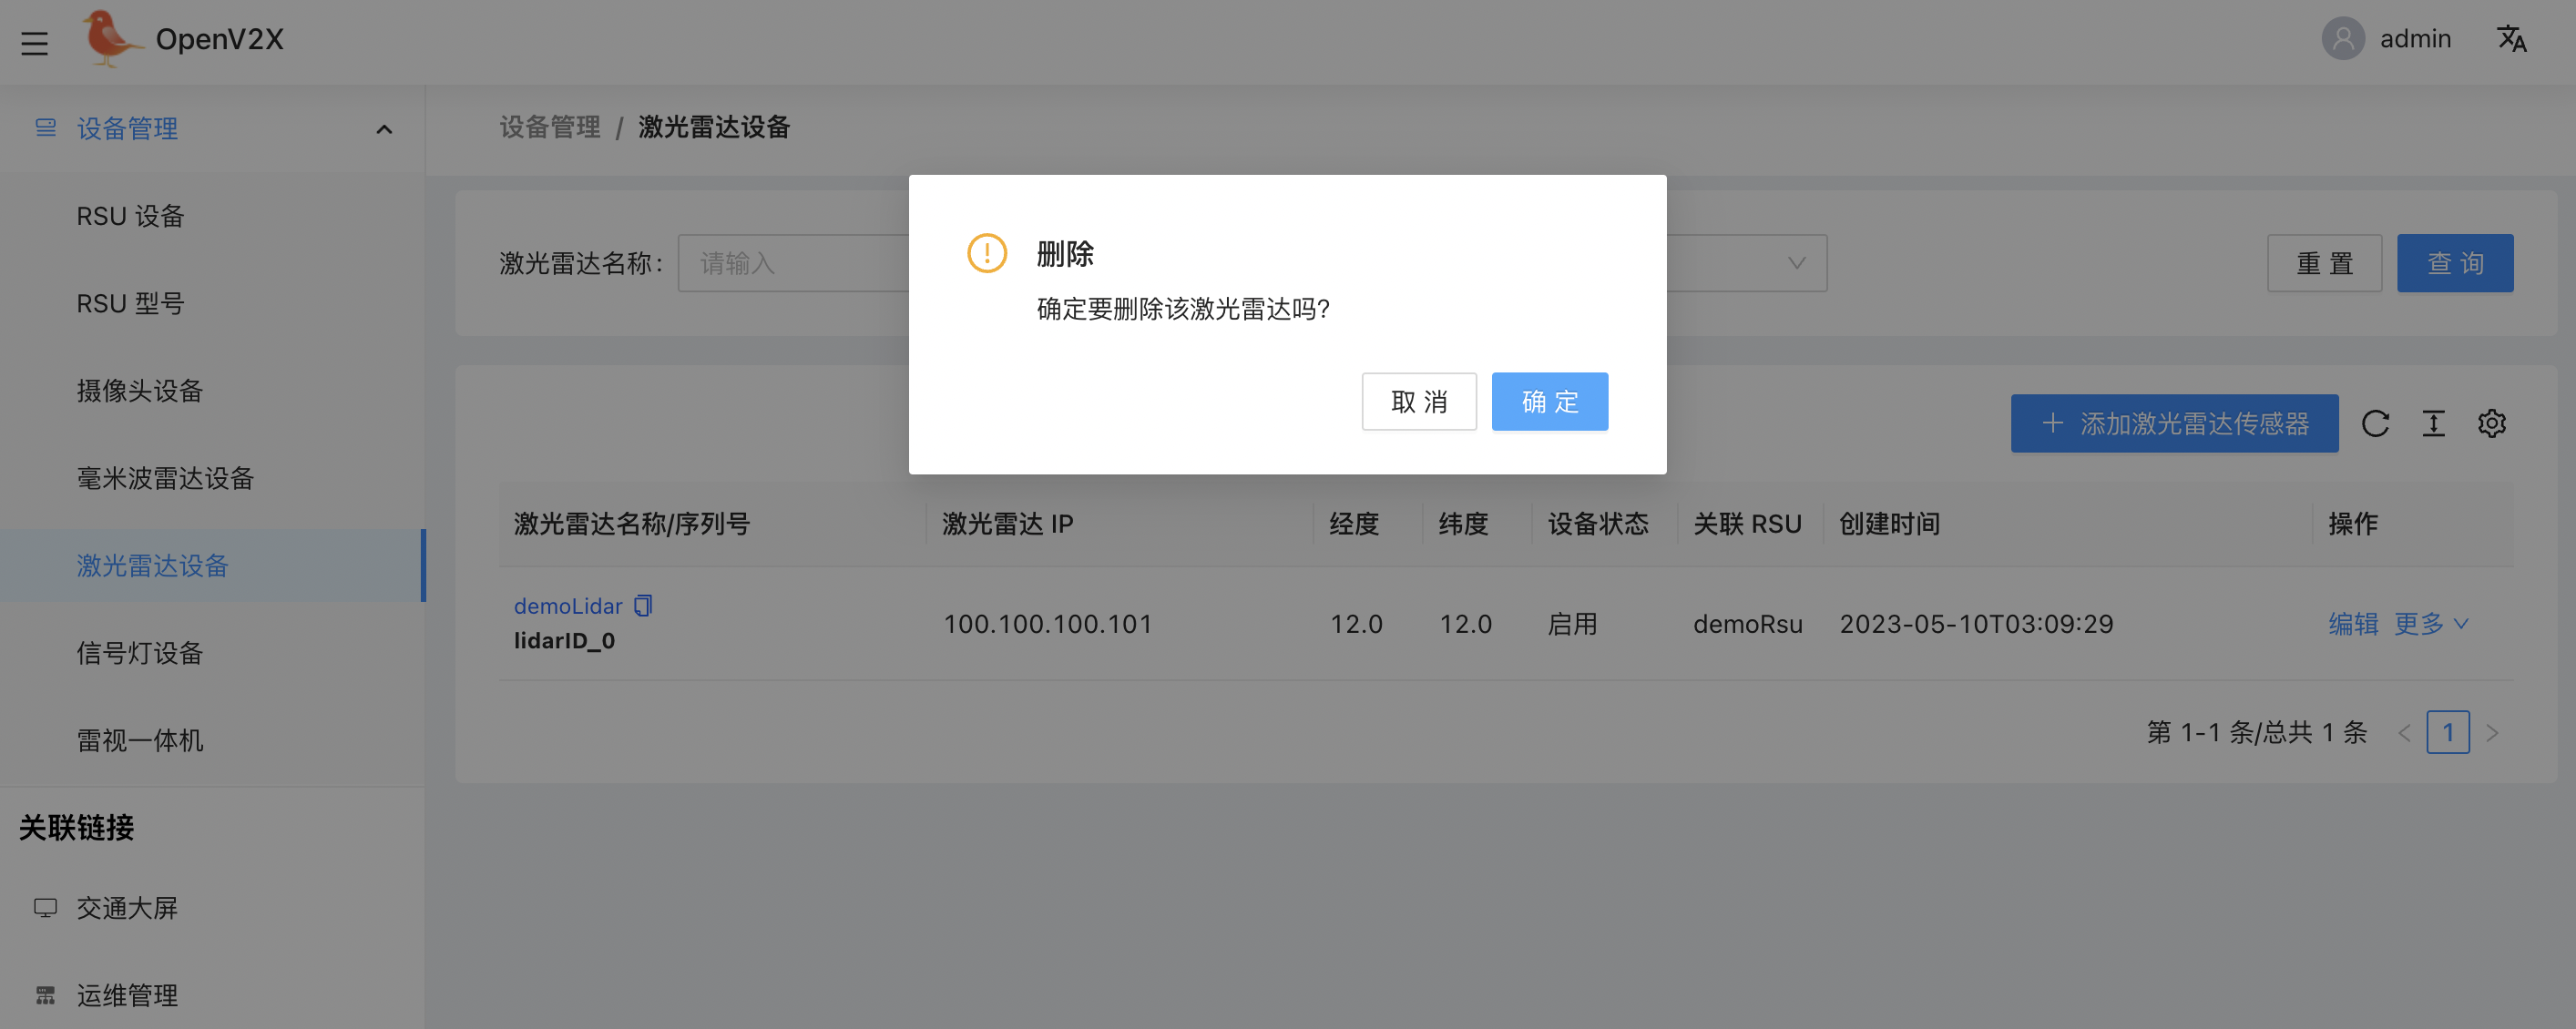 OpenV2X
admin
设备管理
RSU 设备
RSU 型号
摄像头设备
毫米波雷达设备
激光雷达设备
信号灯设备
雷视一体机
关联链接
交通大屏
运维管理
设备管理 / 激光雷达设备
激光雷达名称: 请输入
重 置 查 询
删除
确定要删除该激光雷达吗?
取 消 确 定
添加激光雷达传感器
激光雷达名称/序列号 激光雷达 IP 经度 纬度 设备状态 关联 RSU 创建时间 操作
demoLidar
lidarID_0
100.100.100.101 12.0 12.0 启用 demoRsu 2023-05-10T03:09:29 编辑 更多
第 1-1 条/总共 1 条 < 1 >